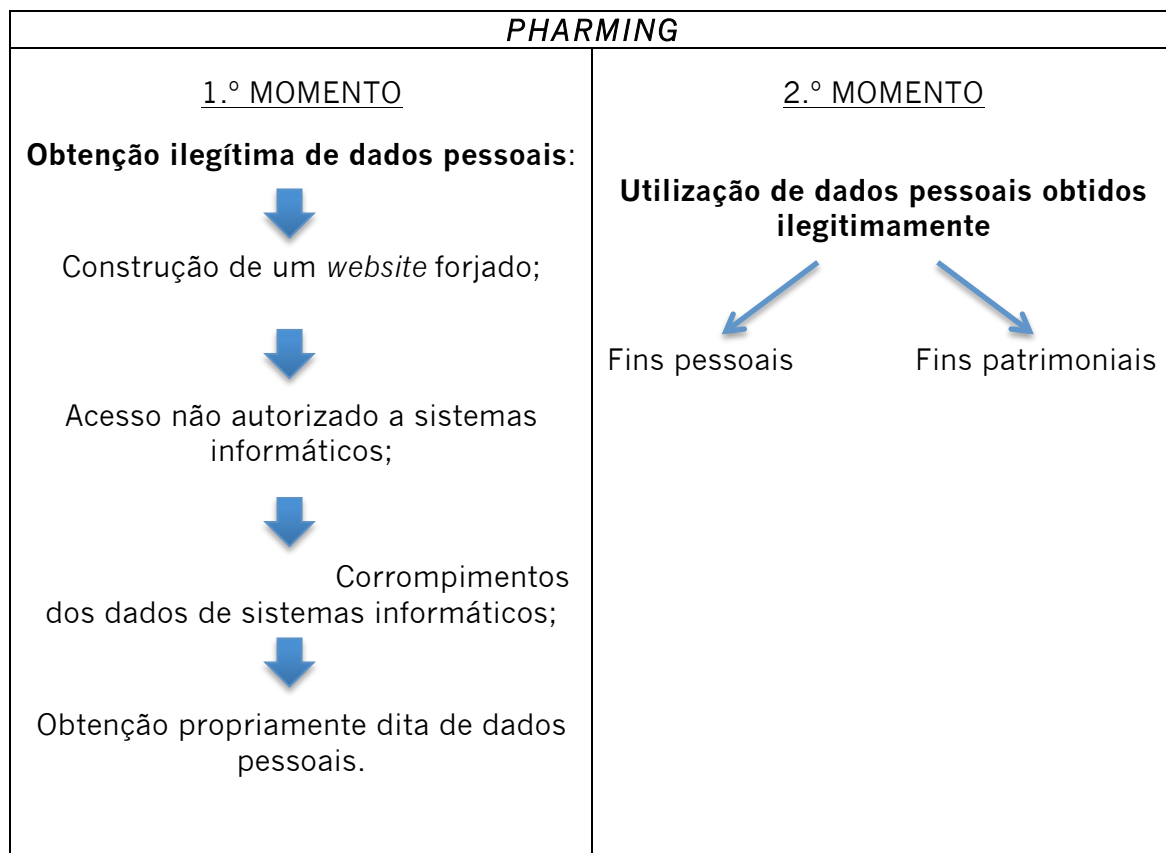 PHARMING
1.º MOMENTO
Obtenção ilegítima de dados pessoais:
Construção de um website forjado;
Acesso não autorizado a sistemas
informáticos;
Corrompimentos
dos dados de sistemas informáticos;
Obtenção propriamente dita de dados
pessoais.
2.º MOMENTO
Utilização de dados pessoais obtidos
ilegitimamente
Fins pessoais
Fins patrimoniais